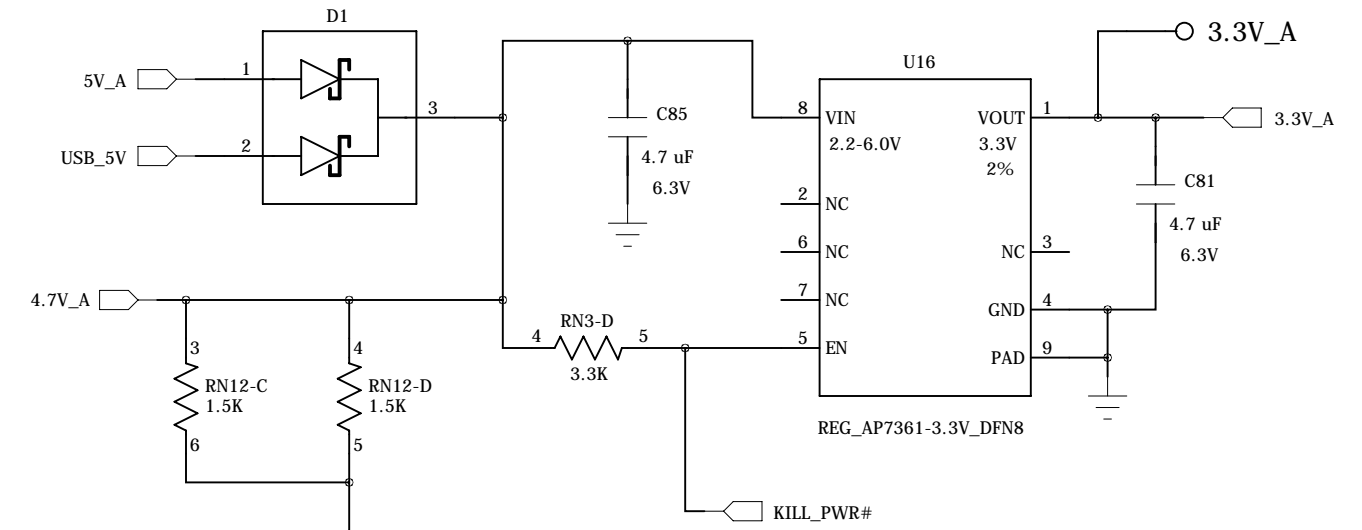 D1
3.3V_A
U16
5V_A
1
3
C85
8
VIN
VOUT
1
3.3V_A
2.2-6.0V
3.3V
USB_5V
2
4.7 uF
2%
6.3V
C81
2
NC
4.7 uF
6
NC
NC
3
6.3V
4.7V_A
7
NC
GND
4
RN3-D
4
5
5
EN
PAD
9
3.3K
3
4
RN12-C
RN12-D
1.5K
1.5K
REG_AP7361-3.3V_DFN8
6
5
KILL_PWR#